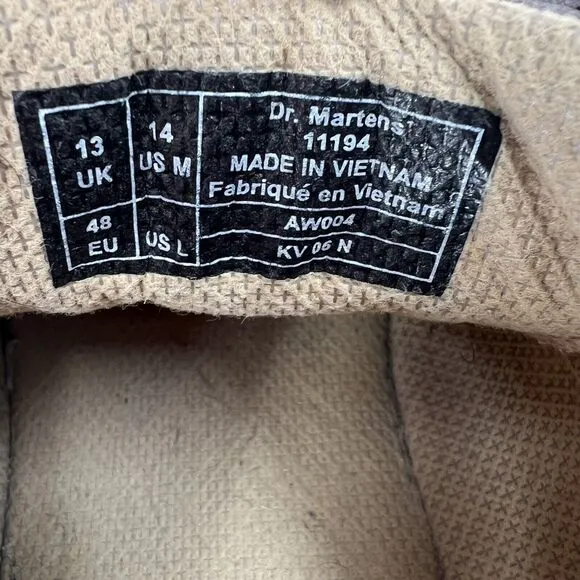 13
UK
14
US M
Dr. Martens
11194
MADE IN VIETNAM
Fabriqué en Vietnam
48
EU
US L
AW004
KV 06 N